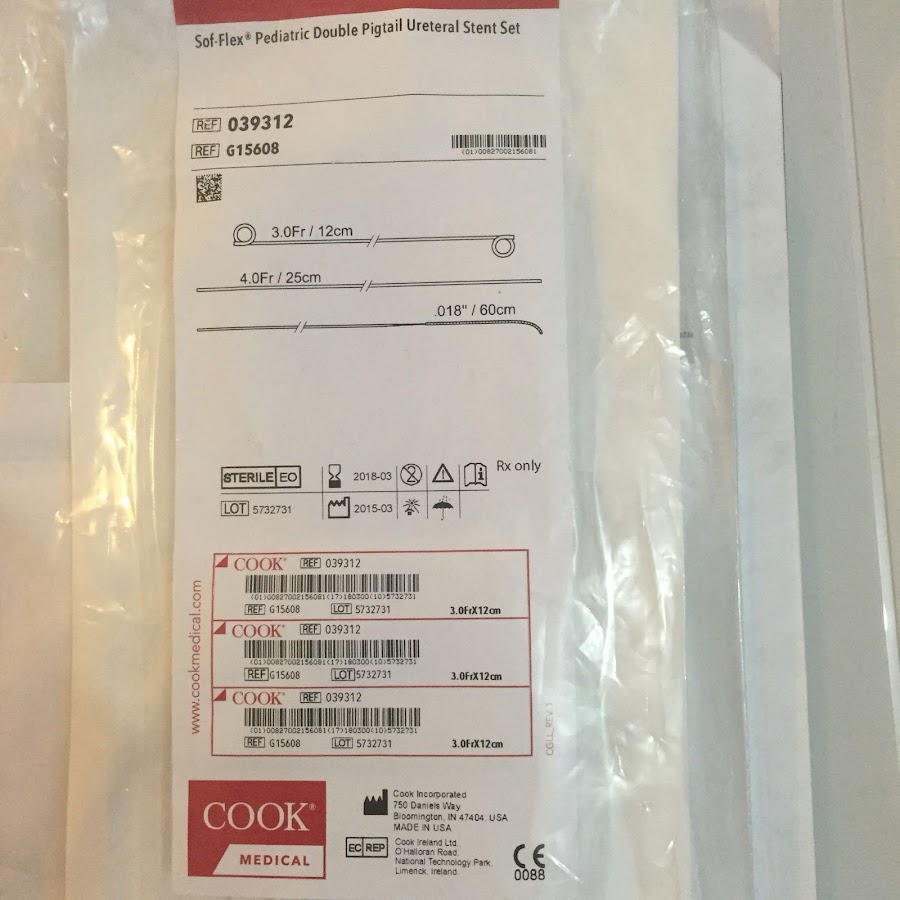 Sof-Flex® Pediatric Double Pigtail Ureteral Stent Set
REF 039312
REF G15608
(01)00827002156081
3.0Fr / 12cm
4.0Fr / 25cm
.018" / 60cm
STERILE EO 2018-03 2 Rx only
LOT 5732731 2015-03
COOK® REF 039312
(01)00827002156081(17)180300(10)5732731
REF G15608 LOT 5732731 3.0FrX12cm
COOK® REF 039312
(01)00827002156081(17)180300(10)5732731
REF G15608 LOT 5732731 3.0FrX12cm
COOK® REF 039312
(01)00827002156081(17)180300(10)5732731
REF G15608 LOT 5732731 3.0FrX12cm
www.cookmedical.com
COOK®
MEDICAL
Cook Incorporated
750 Daniels Way
Bloomington, IN 47404 USA
MADE IN USA
EC REP
Cook Ireland Ltd.
O'Halloran Road,
National Technology Park,
Limerick, Ireland
CE
0088